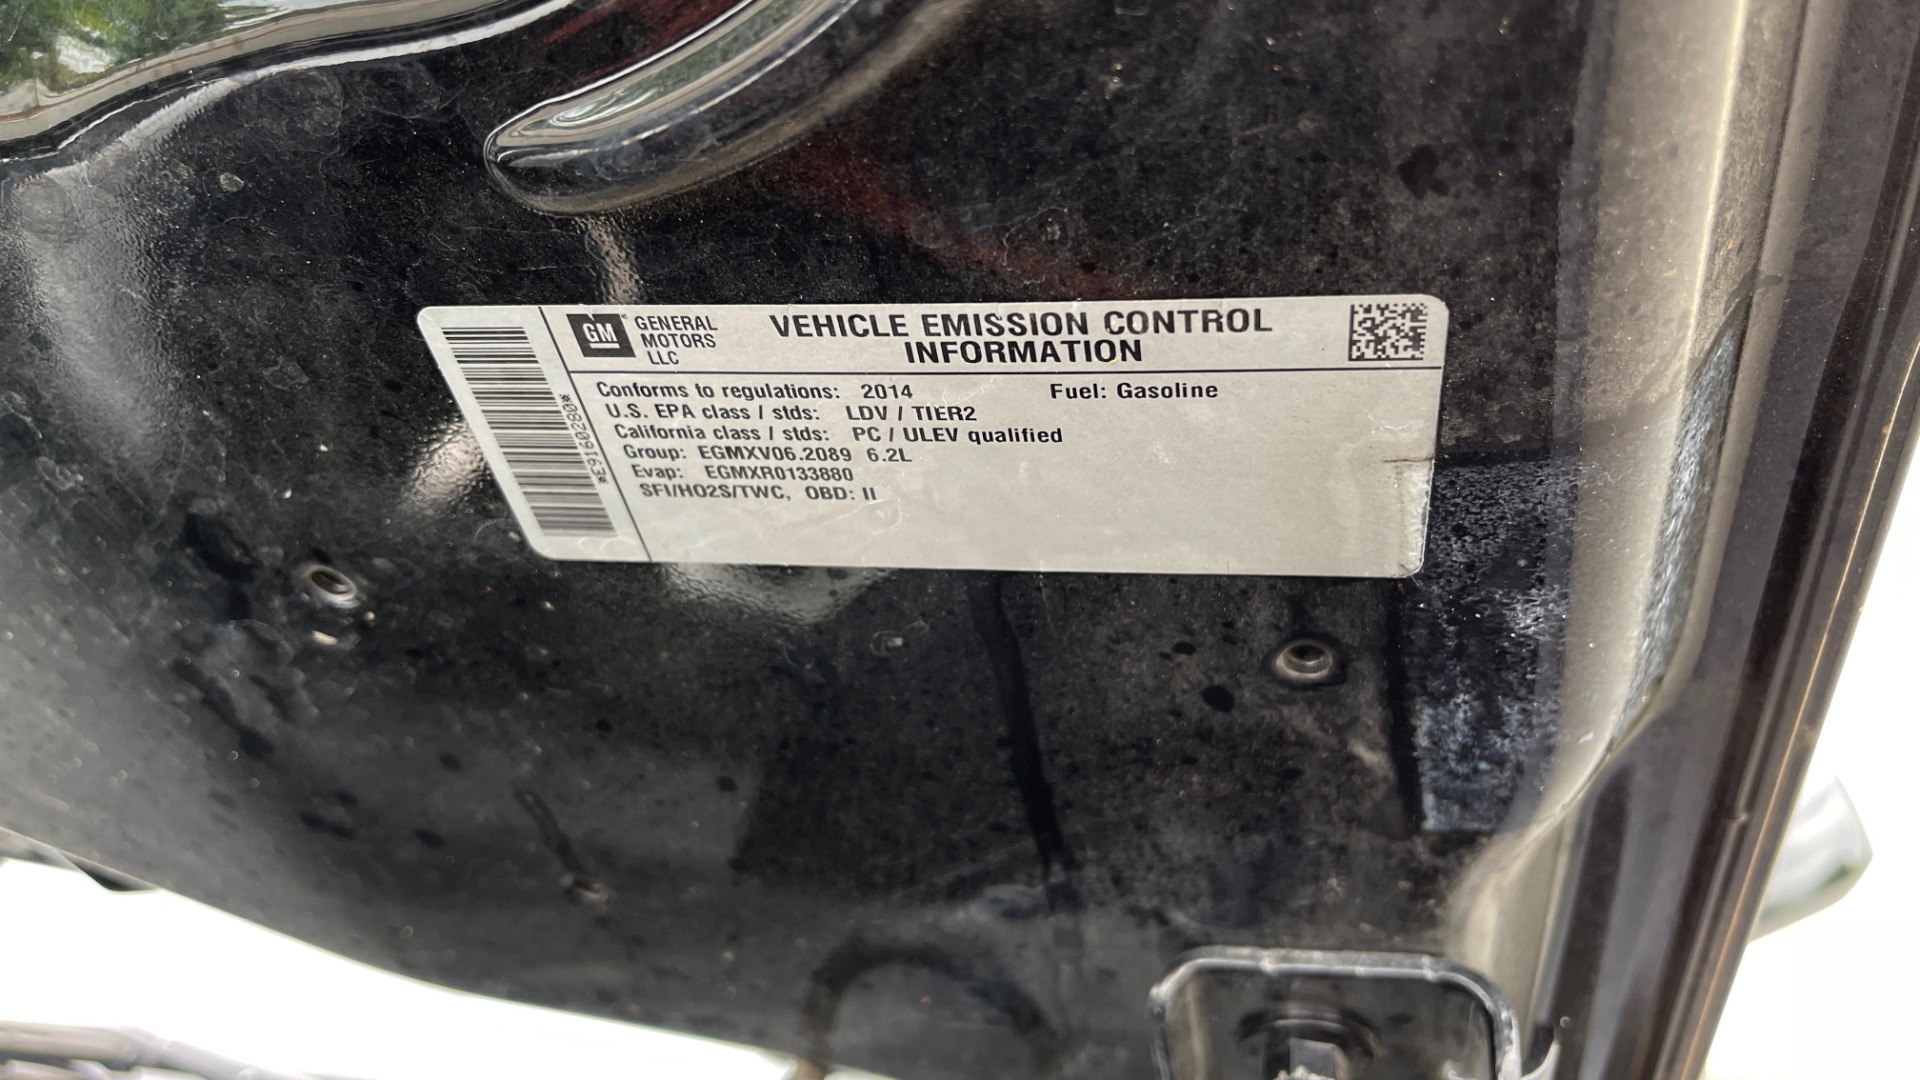 GM
GENERAL
MOTORS
LLC
VEHICLE EMISSION CONTROL
INFORMATION
Conforms to regulations: 2014 Fuel: Gasoline
U.S. EPA class / stds: LDV / TIER2
California class / stds: PC / ULEV qualified
Group: EGMXV06.2089 6.2L
Evap: EGMXR0133880
SFI/HO2S/TWC, OBD: II
*E9160280*